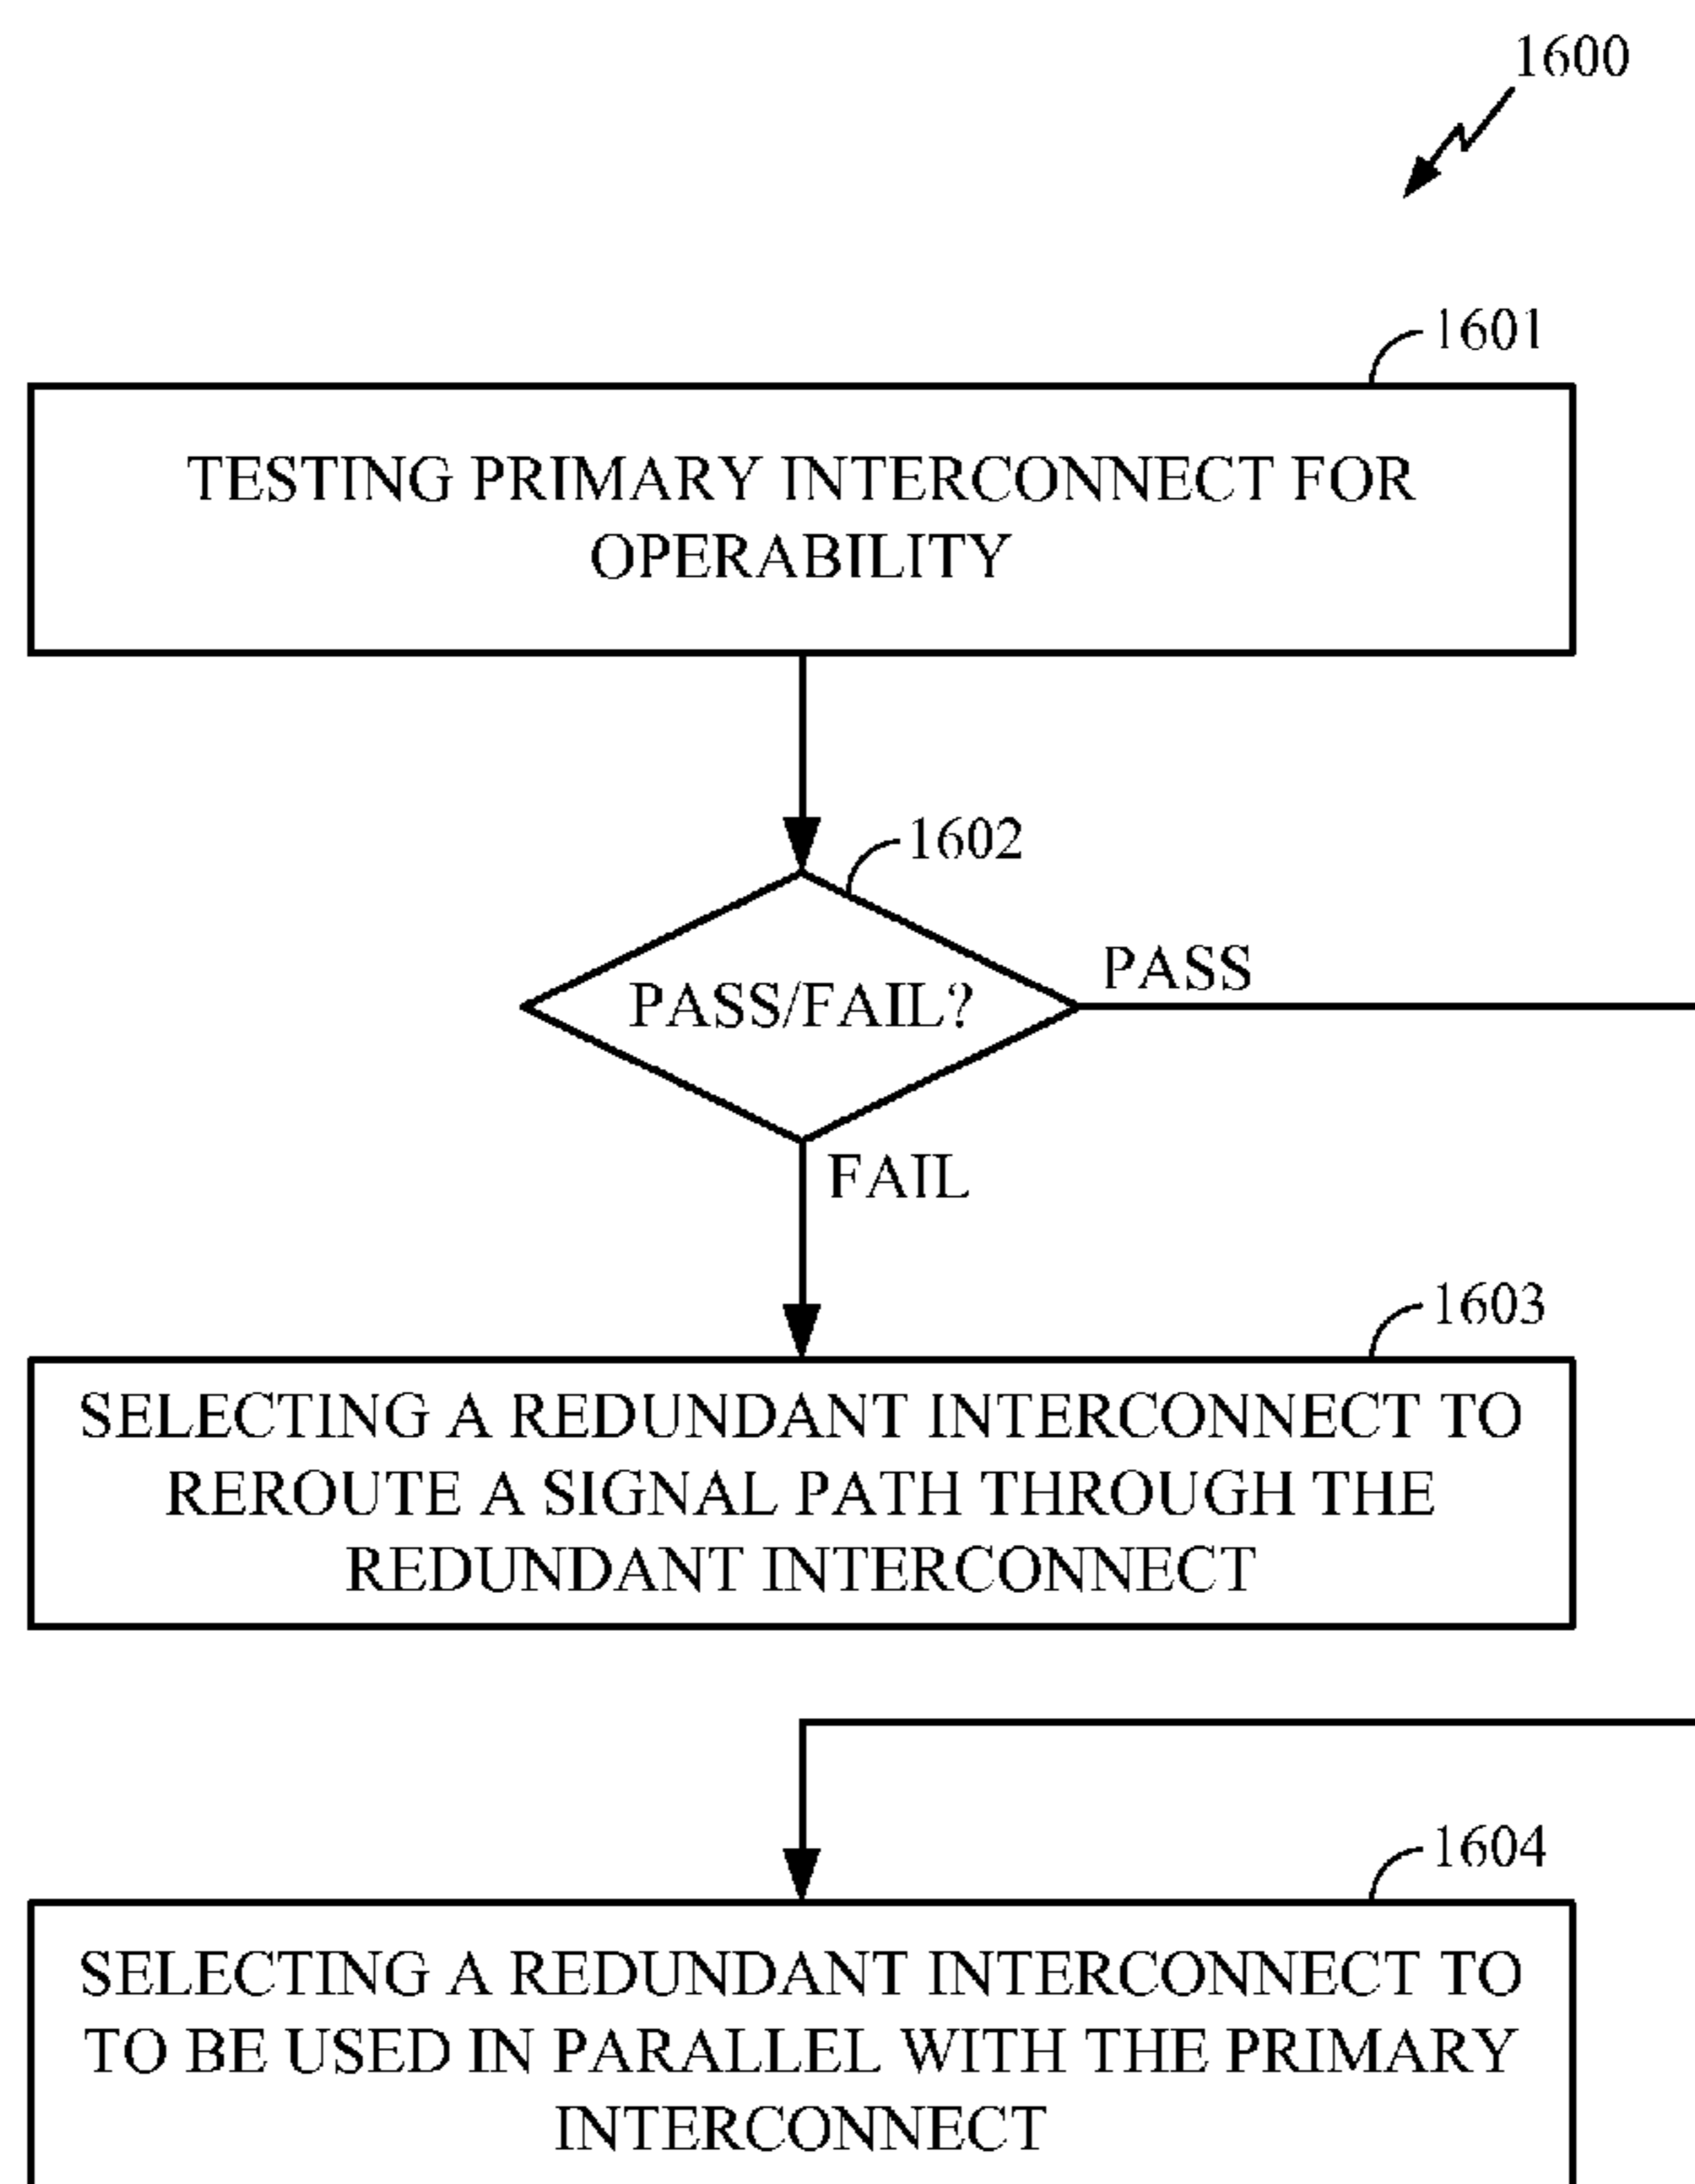 1600
1601
TESTING PRIMARY INTERCONNECT FOR
OPERABILITY
1602
PASS/FAIL?
PASS
FAIL
1603
SELECTING A REDUNDANT INTERCONNECT TO
REROUTE A SIGNAL PATH THROUGH THE
REDUNDANT INTERCONNECT
1604
SELECTING A REDUNDANT INTERCONNECT TO
TO BE USED IN PARALLEL WITH THE PRIMARY
INTERCONNECT